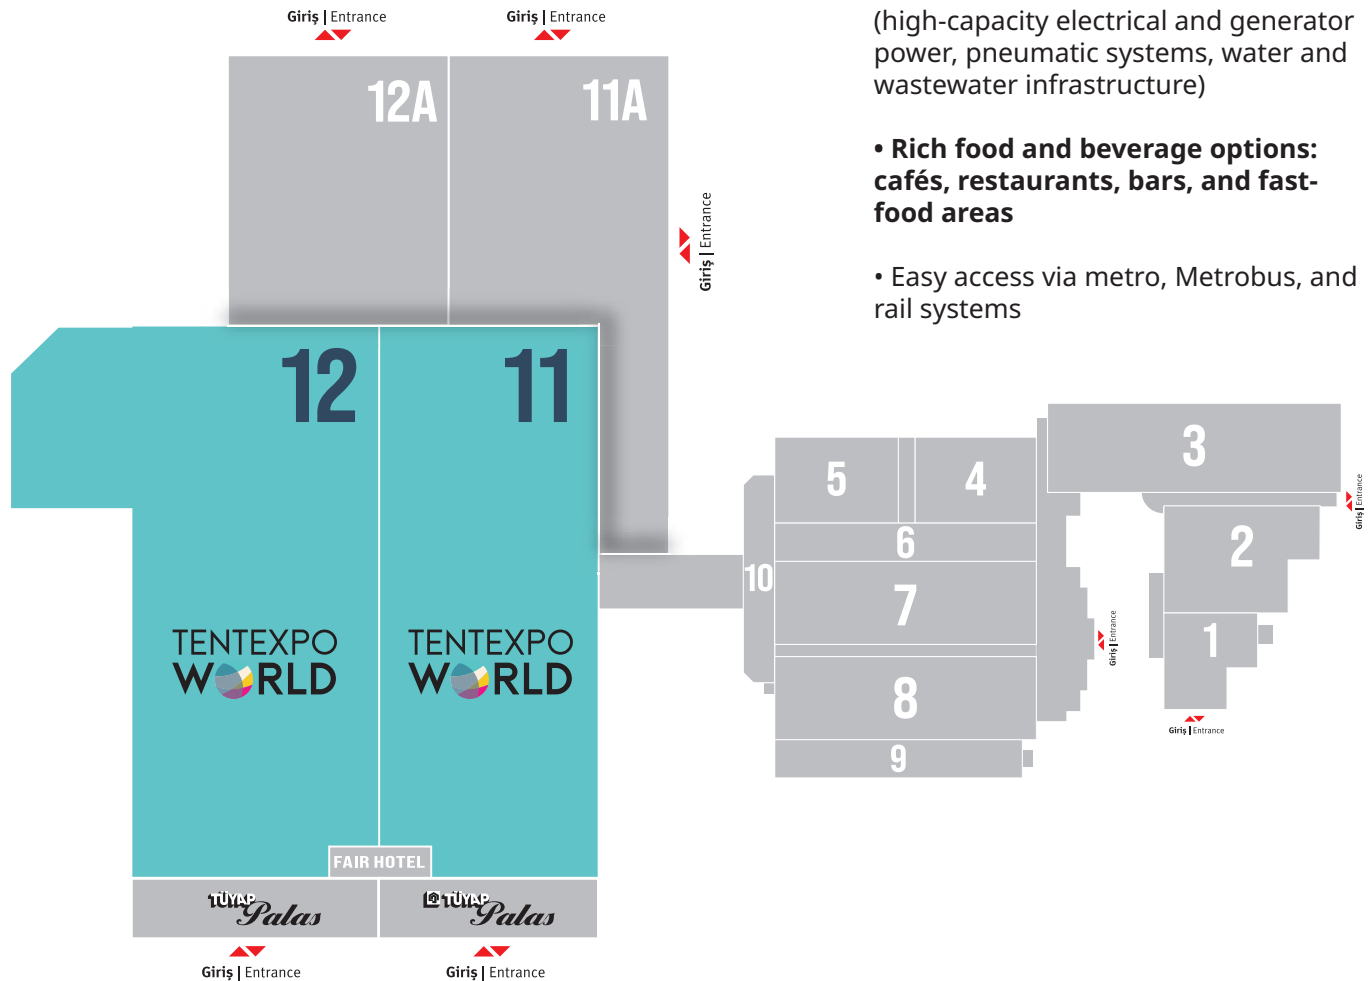 Giriş | Entrance
Giriş | Entrance
(high-capacity electrical and generator
power, pneumatic systems, water and
wastewater infrastructure)
• Rich food and beverage options:
cafés, restaurants, bars, and fast-
food areas
• Easy access via metro, Metrobus, and
rail systems
12A
11A
Giriş | Entrance
12
11
3
5
4
Giriş | Entrance
6
2
10
7
Giriş | Entrance
1
TENTEXPO
WORLD
TENTEXPO
WORLD
8
Giriş | Entrance
9
FAIR HOTEL
TÜYAP
Palas
TÜYAP
Palas
Giriş | Entrance
Giriş | Entrance